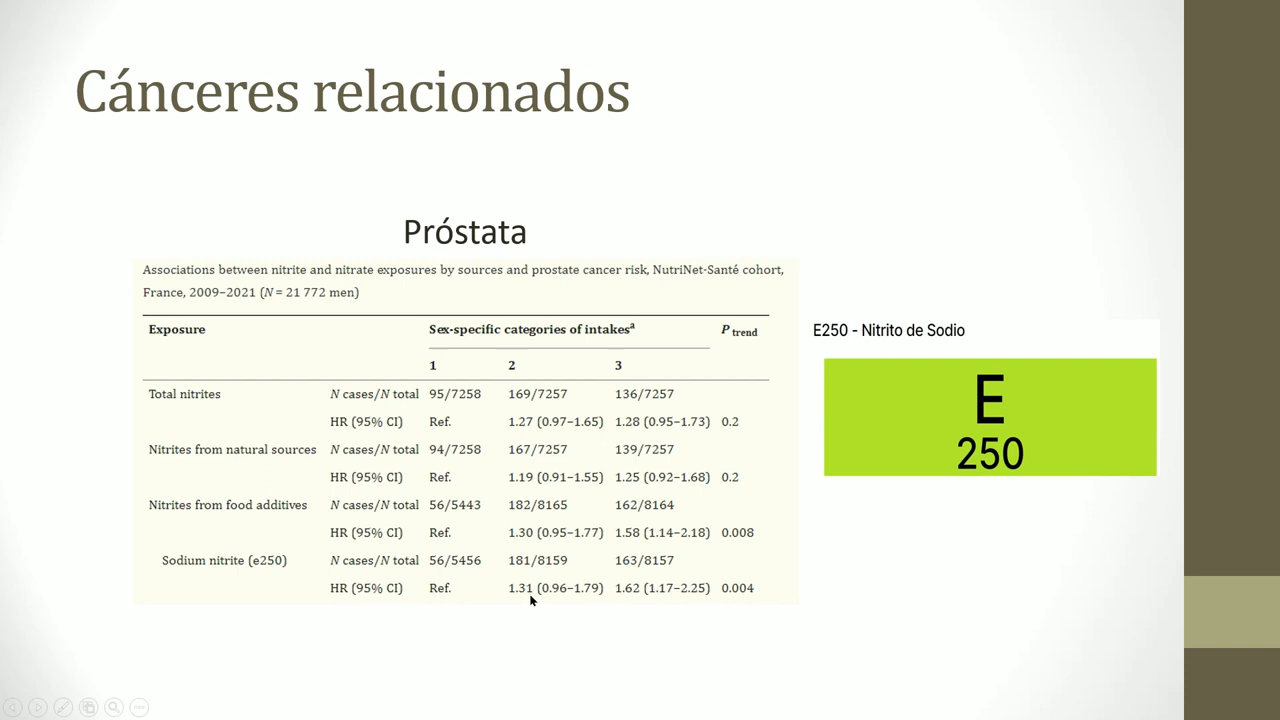 Cánceres relacionados
Próstata
Associations between nitrite and nitrate exposures by sources and prostate cancer risk, NutriNet-Santé cohort,
France, 2009–2021 (N = 21 772 men)
Exposure Sex-specific categories of intakesª P trend
1 2 3
Total nitrites N cases/N total 95/7258 169/7257 136/7257
HR (95% CI) Ref. 1.27 (0.97–1.65) 1.28 (0.95–1.73) 0.2
Nitrites from natural sources N cases/N total 94/7258 167/7257 139/7257
HR (95% CI) Ref. 1.19 (0.91–1.55) 1.25 (0.92–1.68) 0.2
Nitrites from food additives N cases/N total 56/5443 182/8165 162/8164
HR (95% CI) Ref. 1.30 (0.95–1.77) 1.58 (1.14–2.18) 0.008
Sodium nitrite (e250) N cases/N total 56/5456 181/8159 163/8157
HR (95% CI) Ref. 1.31 (0.96–1.79) 1.62 (1.17–2.25) 0.004
E250 - Nitrito de Sodio
E
250